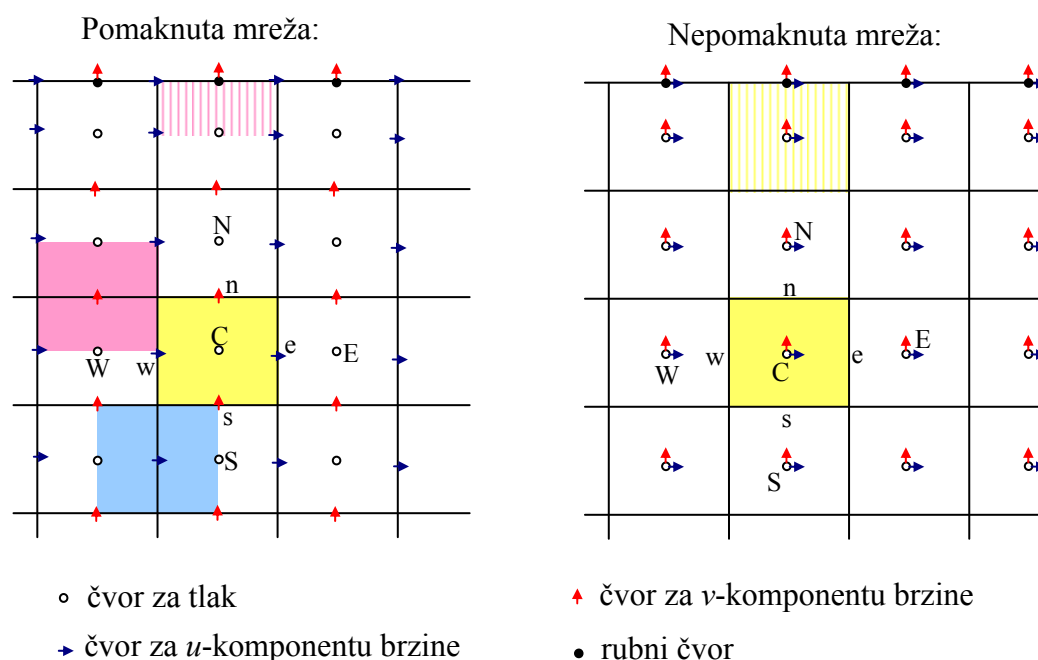 Pomaknuta mreža:
N
n
C
e
E
W
w
s
S
Nepomaknuta mreža:
N
n
E
w
e
W
C
s
S
čvor za tlak
čvor za u-komponentu brzine
čvor za v-komponentu brzine
rubni čvor